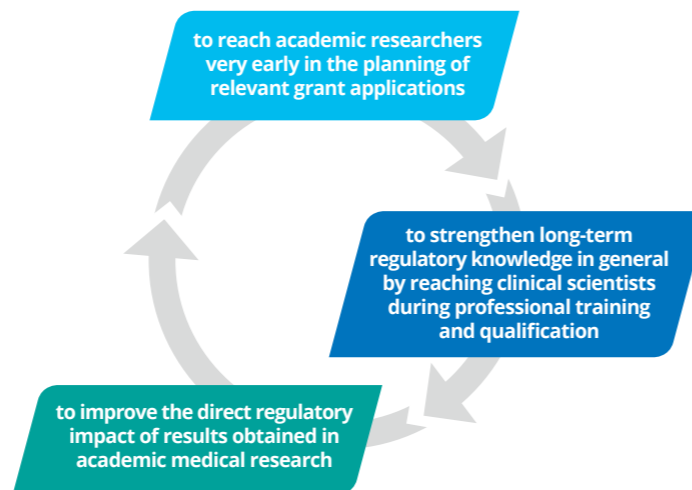 to reach academic researchers
very early in the planning of
relevant grant applications
to strengthen long-term
regulatory knowledge in general
by reaching clinical scientists
during professional training
and qualification
to improve the direct regulatory
impact of results obtained in
academic medical research